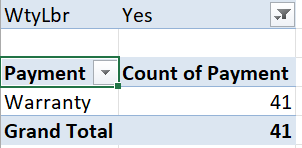 WtyLbr Yes
Payment Count of Payment
Warranty 41
Grand Total 41